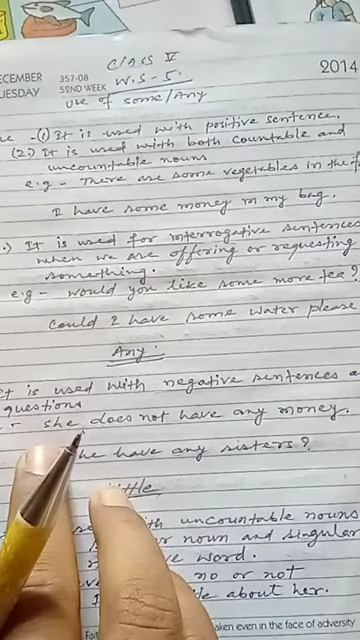 CLASS V
W.S-5.
ECEMBER 357-08 2014
UESDAY 52ND WEEK
use of some/Any
(1) It is used with positive sentence.
(2) It is used with both countable and
uncountable nouns
e.g - There are some vegetables in the
I have some money in my bag.
It is used for interrogative sentences
when we are offering or requesting
something.
e.g - would you like some more tea?
Could I have some water please
Any:
It is used with negative sentences
questions
- she does not have any money.
he have any sisters?
little
uncountable nouns
noun and singular
word.
no or not
about her.
taken even in the face of adversity